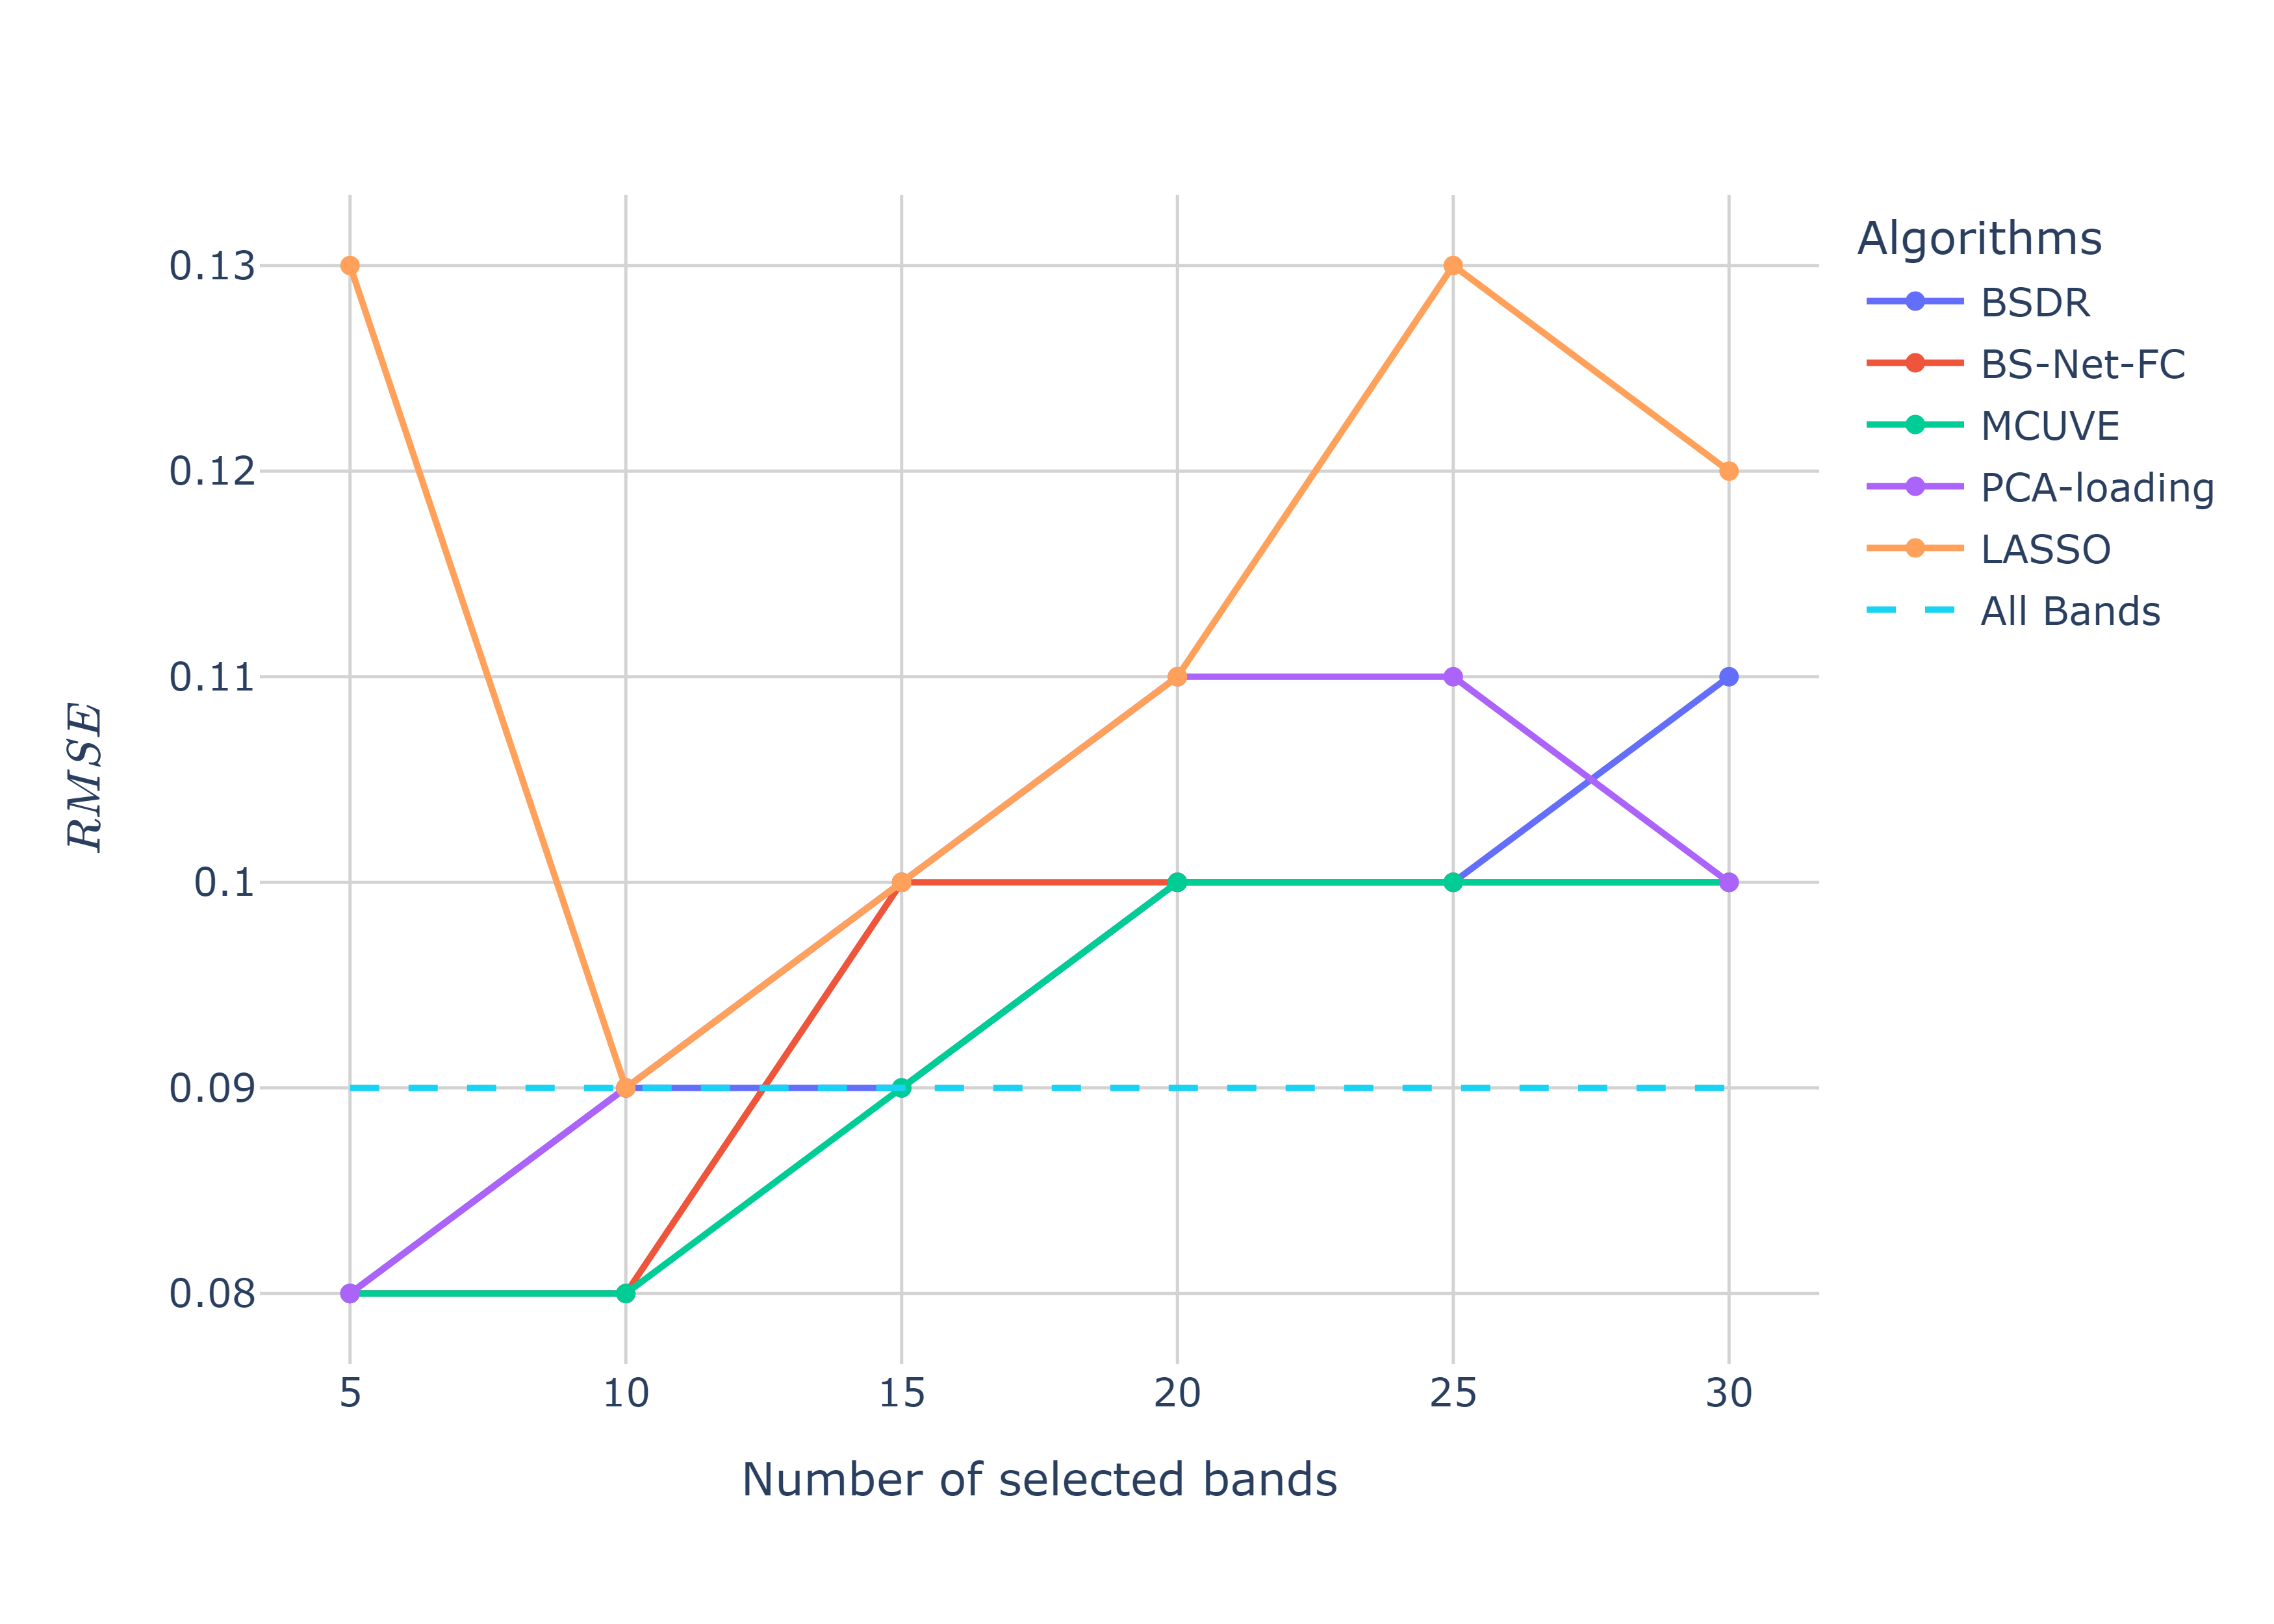 0.13
0.12
0.11
0.1
0.09
0.08
RMSE
5 10 15 20 25 30
Number of selected bands
Algorithms
BSDR
BS-Net-FC
MCUVE
PCA-loading
LASSO
All Bands